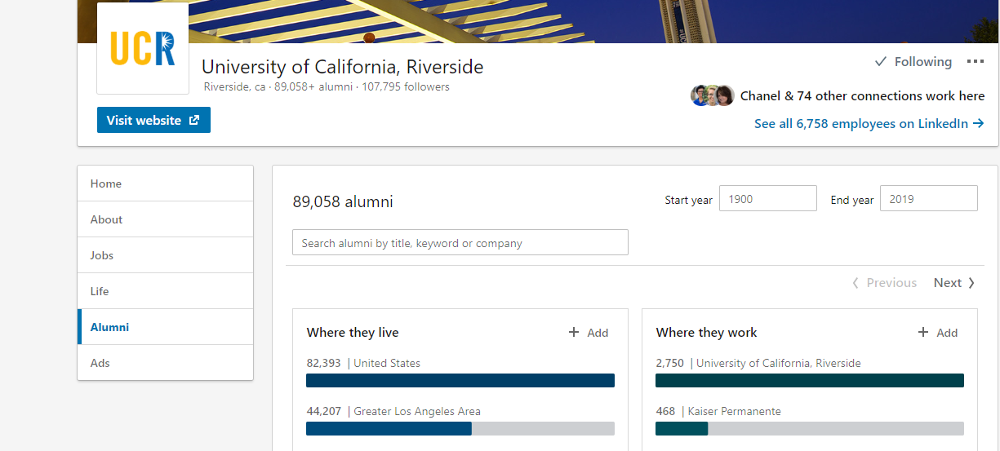 UCR
University of California, Riverside
Riverside, ca · 89,058+ alumni · 107,795 followers
Following
Chanel & 74 other connections work here
Visit website
See all 6,758 employees on LinkedIn
Home
About
Jobs
Life
Alumni
Ads
89,058 alumni
Start year 1900 End year 2019
Search alumni by title, keyword or company
Previous Next
Where they live + Add
82,393 | United States
44,207 | Greater Los Angeles Area
Where they work + Add
2,750 | University of California, Riverside
468 | Kaiser Permanente